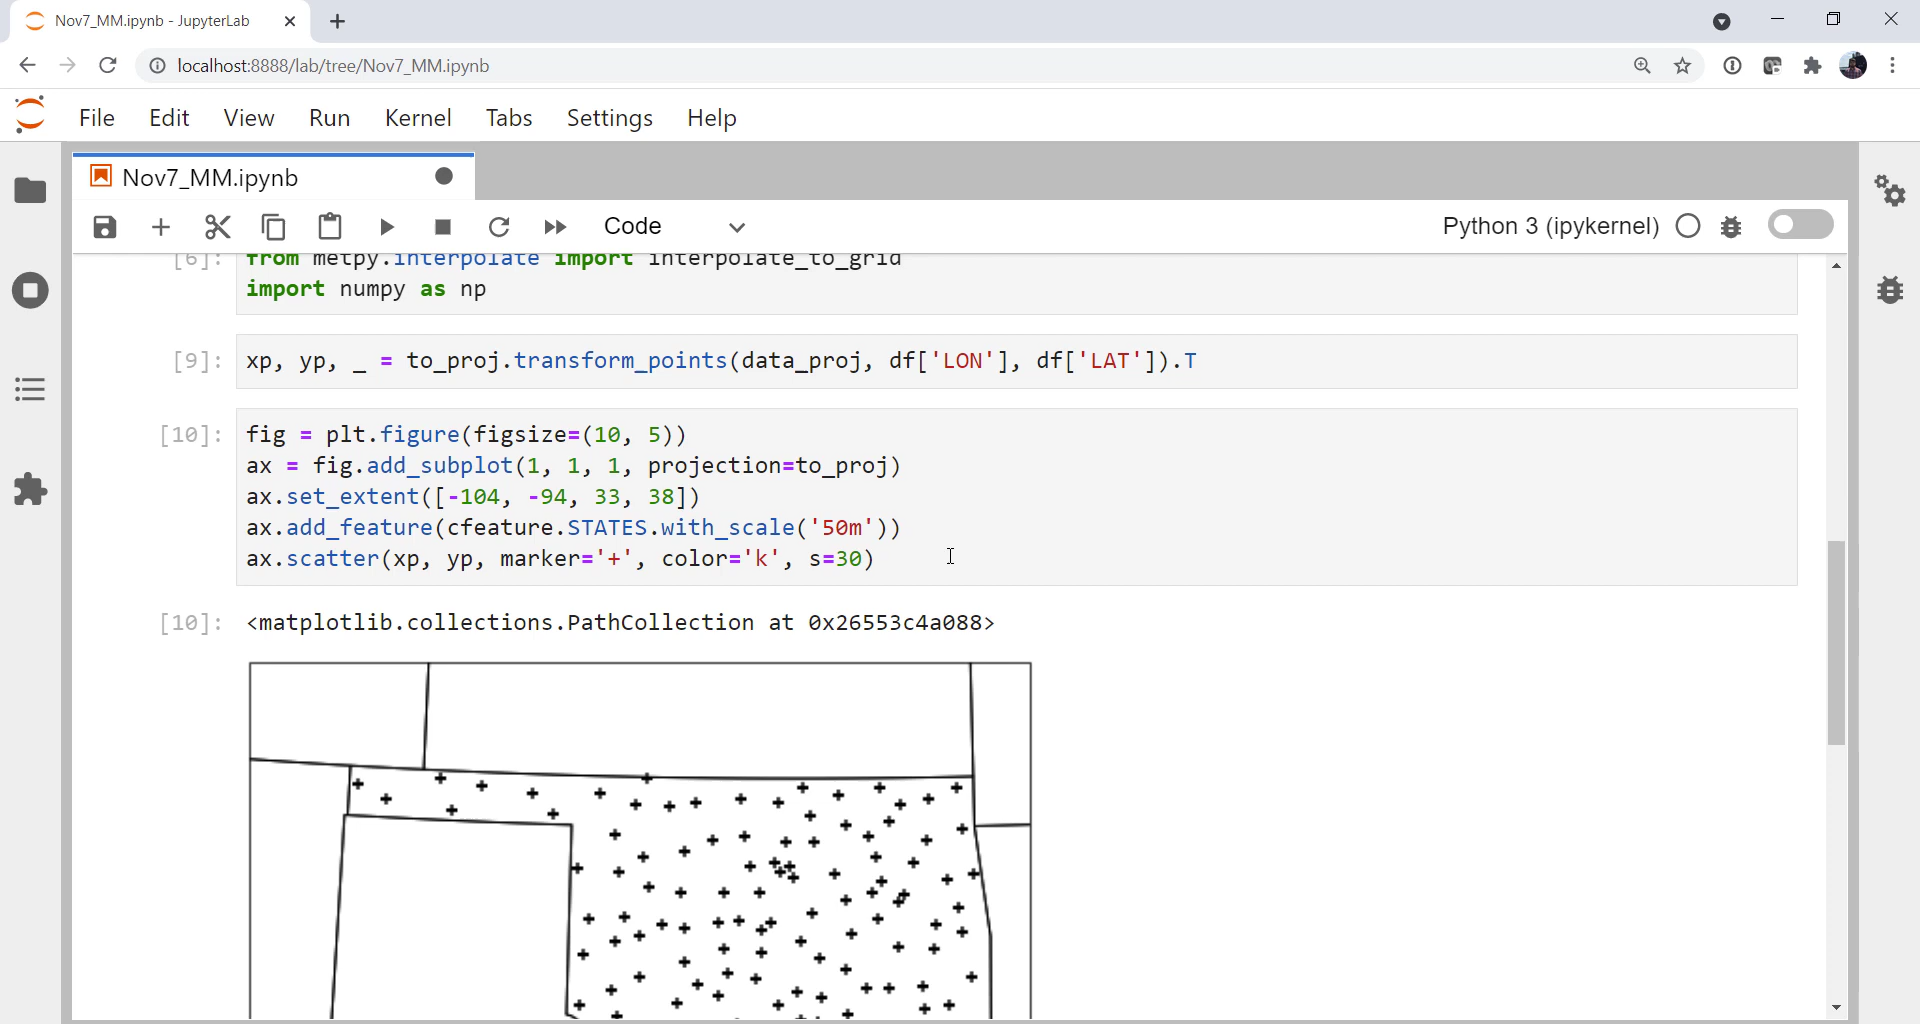 Nov7_MM.ipynb - JupyterLab
localhost:8888/lab/tree/Nov7_MM.ipynb
File Edit View Run Kernel Tabs Settings Help
Nov7_MM.ipynb
Code Python 3 (ipykernel)
[6]: from metpy.interpolate import interpolate_to_grid
import numpy as np
[9]: xp, yp, _ = to_proj.transform_points(data_proj, df['LON'], df['LAT']).T
[10]: fig = plt.figure(figsize=(10, 5))
ax = fig.add_subplot(1, 1, 1, projection=to_proj)
ax.set_extent([-104, -94, 33, 38])
ax.add_feature(cfeature.STATES.with_scale('50m'))
ax.scatter(xp, yp, marker='+', color='k', s=30)
[10]: <matplotlib.collections.PathCollection at 0x26553c4a088>